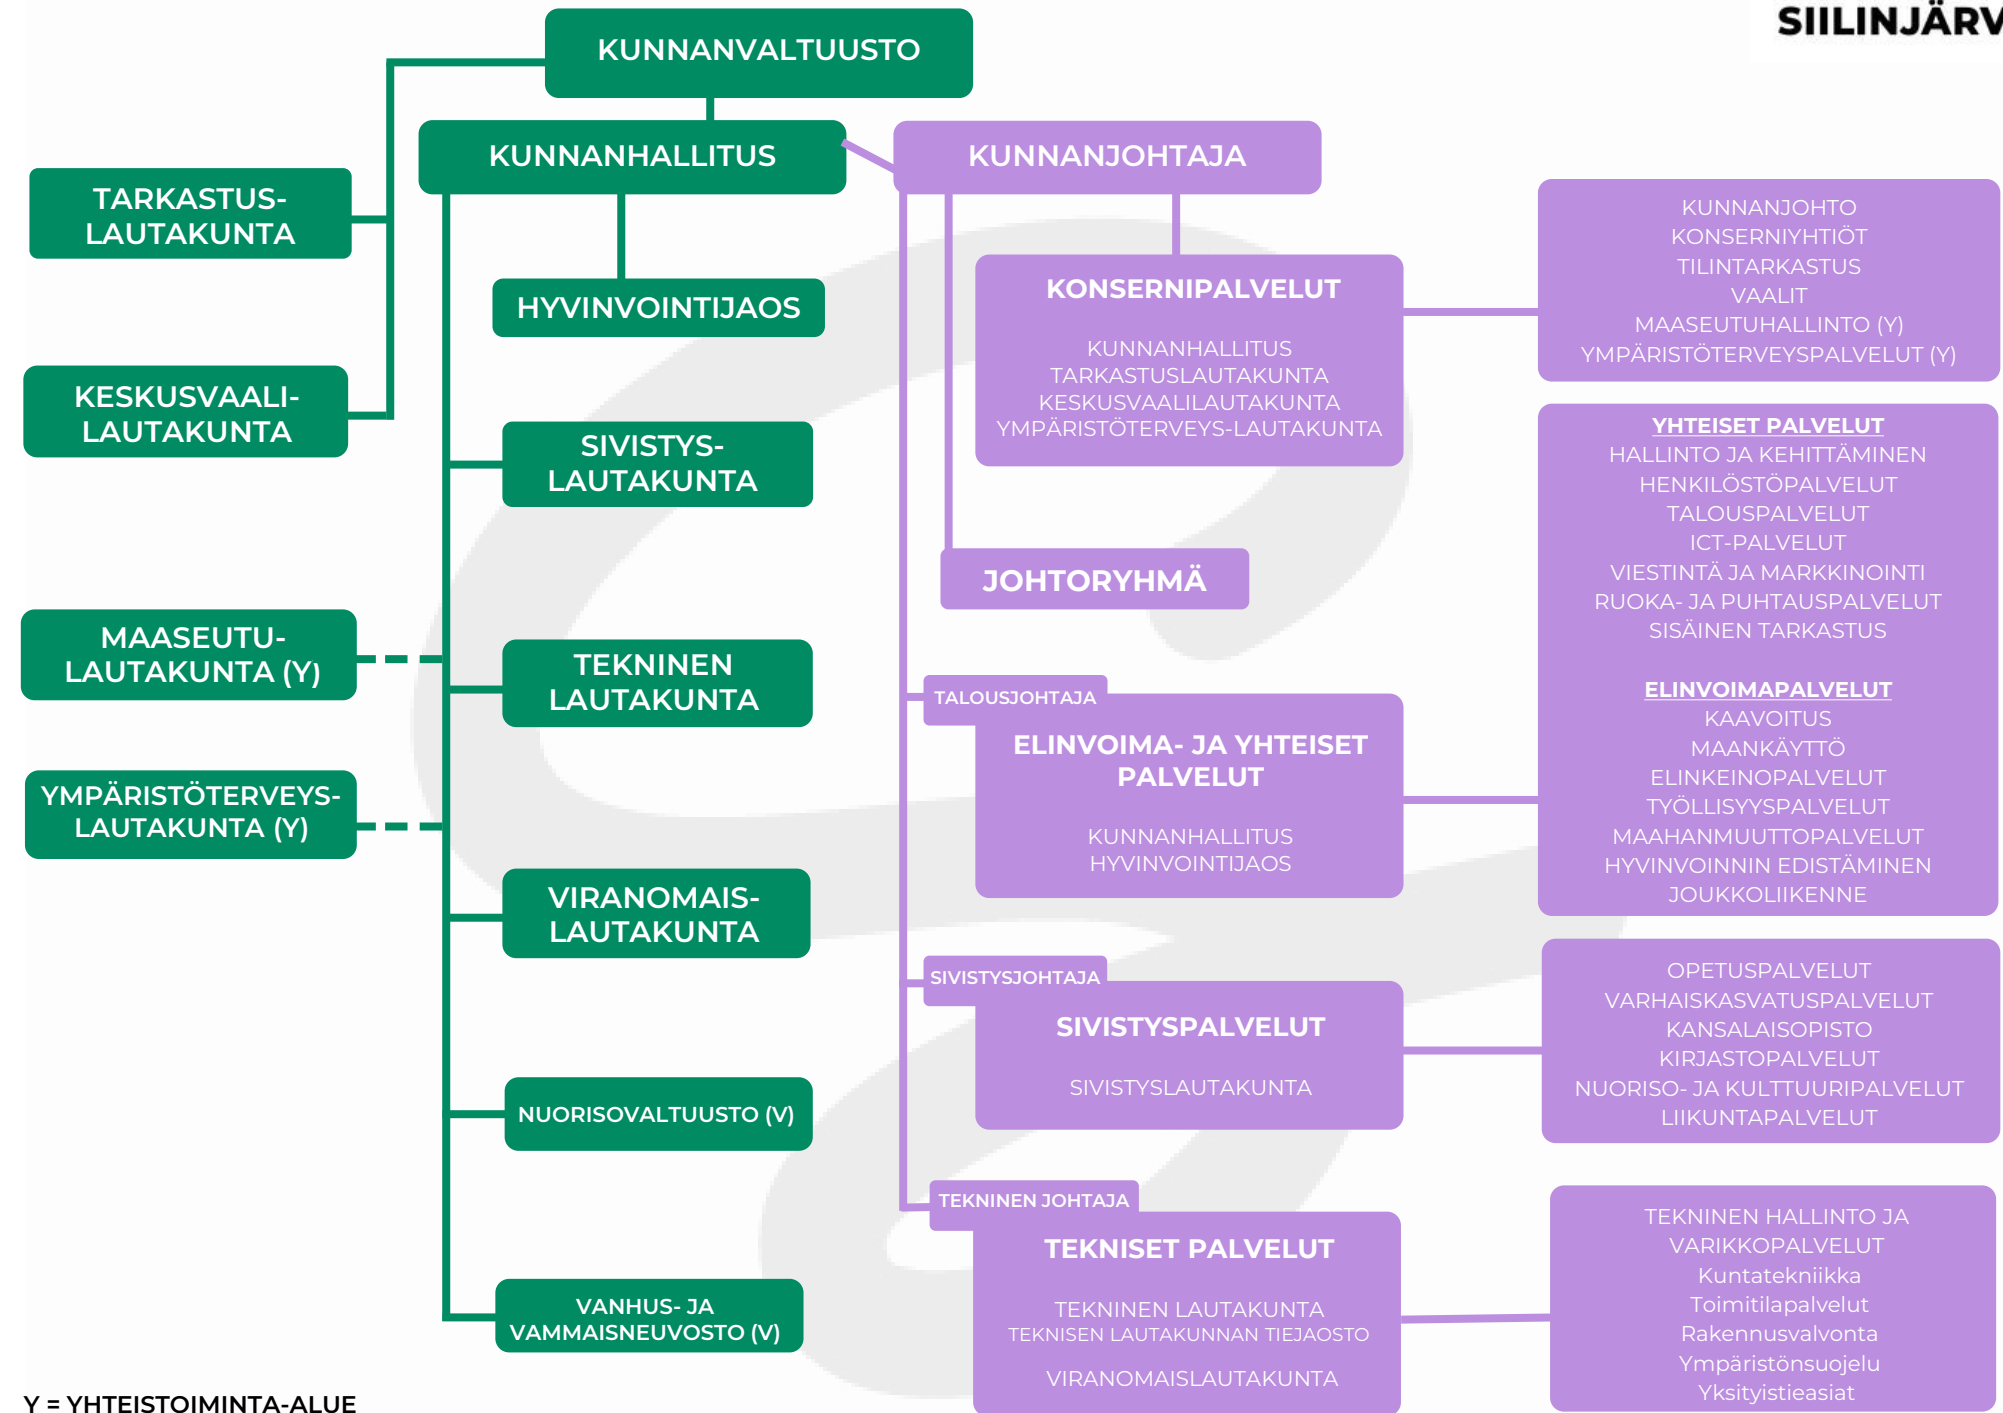 SIILINJÄRV
KUNNANVALTUUSTO
KUNNANHALLITUS
KUNNANJOHTAJA
TARKASTUS-
LAUTAKUNTA
KESKUSVAALI-
LAUTAKUNTA
MAASEUTU-
LAUTAKUNTA (Y)
YMPÄRISTÖTERVEYS-
LAUTAKUNTA (Y)
HYVINVOINTIJAOS
SIVISTYS-
LAUTAKUNTA
TEKNINEN
LAUTAKUNTA
VIRANOMAIS-
LAUTAKUNTA
NUORISOVALTUUSTO (V)
VANHUS- JA
VAMMAISNEUVOSTO (V)
KONSERNIPALVELUT
KUNNANHALLITUS
TARKASTUSLAUTAKUNTA
KESKUSVAALILAUTAKUNTA
YMPÄRISTÖTERVEYS-LAUTAKUNTA
JOHTORYHMÄ
TALOUSJOHTAJA
ELINVOIMA- JA YHTEISET
PALVELUT
KUNNANHALLITUS
HYVINVOINTIJAOS
SIVISTYSJOHTAJA
SIVISTYSPALVELUT
SIVISTYSLAUTAKUNTA
TEKNINEN JOHTAJA
TEKNISET PALVELUT
TEKNINEN LAUTAKUNTA
TEKNISEN LAUTAKUNNAN TIEJAOSTO
VIRANOMAISLAUTAKUNTA
KUNNANJOHTO
KONSERNIYHTIÖT
TILINTARKASTUS
VAALIT
MAASEUTUHALLINTO (Y)
YMPÄRISTÖTERVEYSPALVELUT (Y)
YHTEISET PALVELUT
HALLINTO JA KEHITTÄMINEN
HENKILÖSTÖPALVELUT
TALOUSPALVELUT
ICT-PALVELUT
VIESTINTÄ JA MARKKINOINTI
RUOKA- JA PUHTAUSPALVELUT
SISÄINEN TARKASTUS
ELINVOIMAPALVELUT
KAAVOITUS
MAANKÄYTTÖ
ELINKEINOPALVELUT
TYÖLLISYYSPALVELUT
MAAHANMUUTTOPALVELUT
HYVINVOINNIN EDISTÄMINEN
JOUKKOLIIKENNE
OPETUSPALVELUT
VARHAISKASVATUSPALVELUT
KANSALAISOPISTO
KIRJASTOPALVELUT
NUORISO- JA KULTTUURIPALVELUT
LIIKUNTAPALVELUT
TEKNINEN HALLINTO JA
VARIKKOPALVELUT
Kuntatekniikka
Toimitilapalvelut
Rakennusvalvonta
Ympäristönsuojelu
Yksityistieasiat
Y = YHTEISTOIMINTA-ALUE